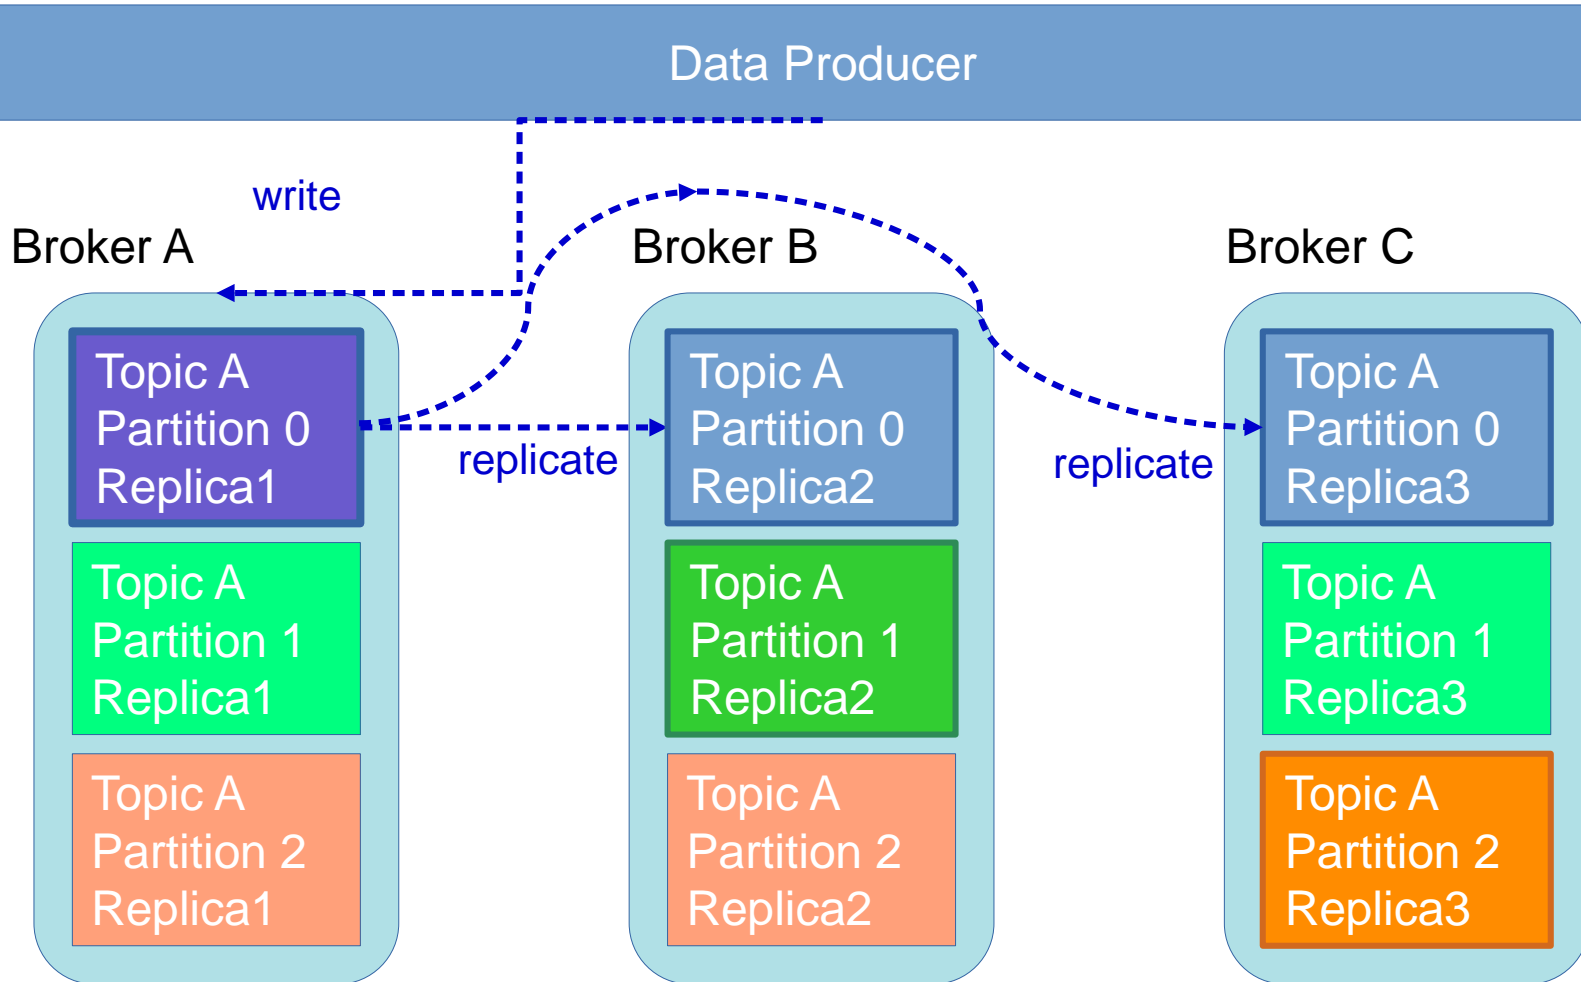 Data Producer
write
Broker A
Broker B
Broker C
Topic A
Partition 0
Replica1
replicate
Topic A
Partition 0
Replica2
replicate
Topic A
Partition 0
Replica3
Topic A
Partition 1
Replica1
Topic A
Partition 1
Replica2
Topic A
Partition 1
Replica3
Topic A
Partition 2
Replica1
Topic A
Partition 2
Replica2
Topic A
Partition 2
Replica3